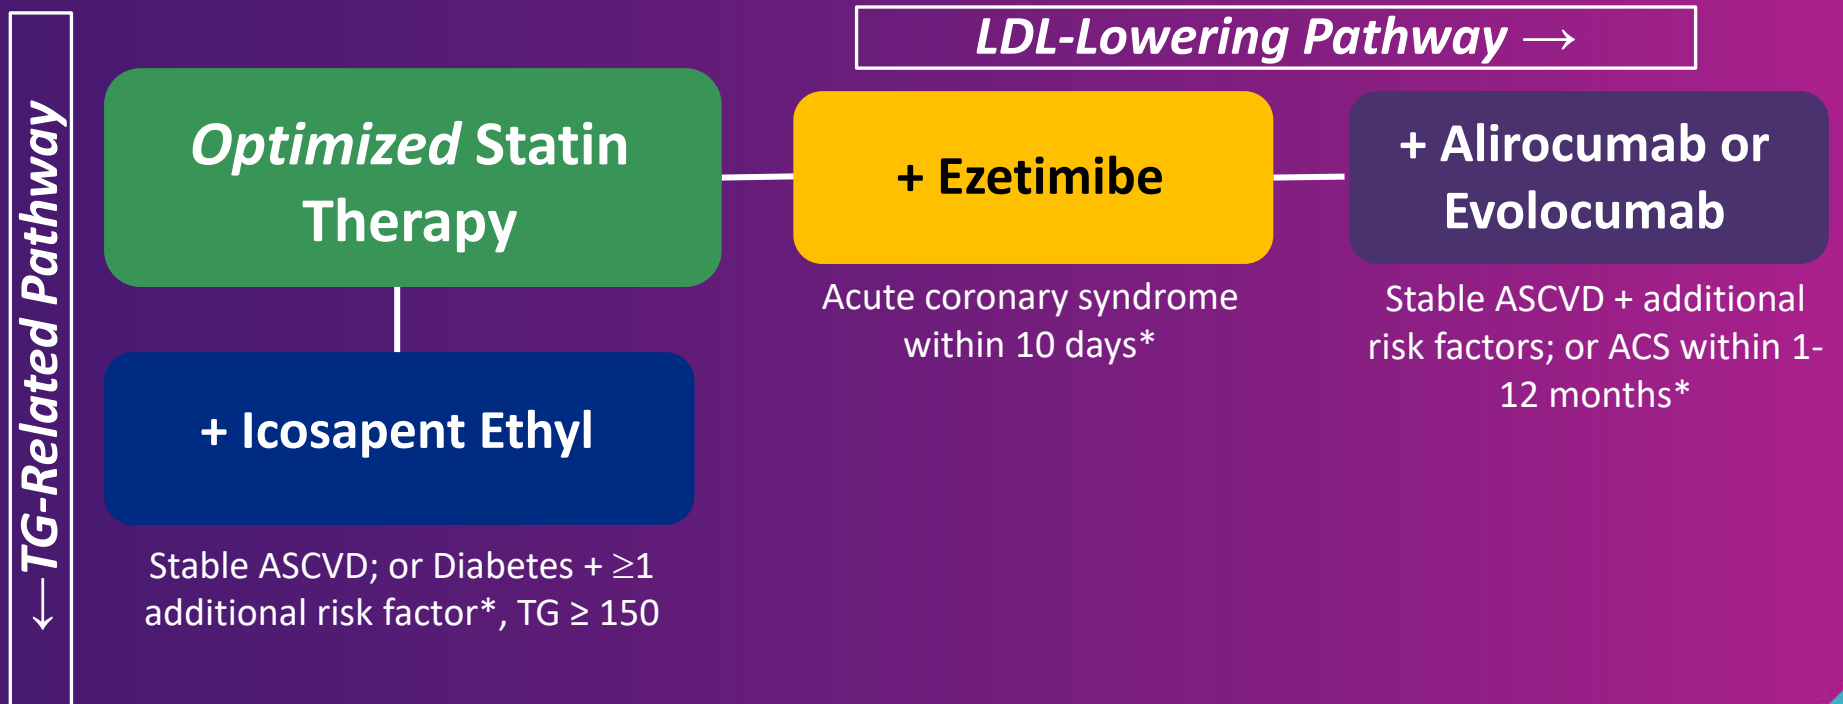 LDL-Lowering Pathway →
←TG-Related Pathway
Optimized Statin
Therapy
+ Ezetimibe
Acute coronary syndrome
within 10 days*
+ Alirocumab or
Evolocumab
Stable ASCVD + additional
risk factors; or ACS within 1-
12 months*
+ Icosapent Ethyl
Stable ASCVD; or Diabetes + ≥1
additional risk factor*, TG ≥ 150